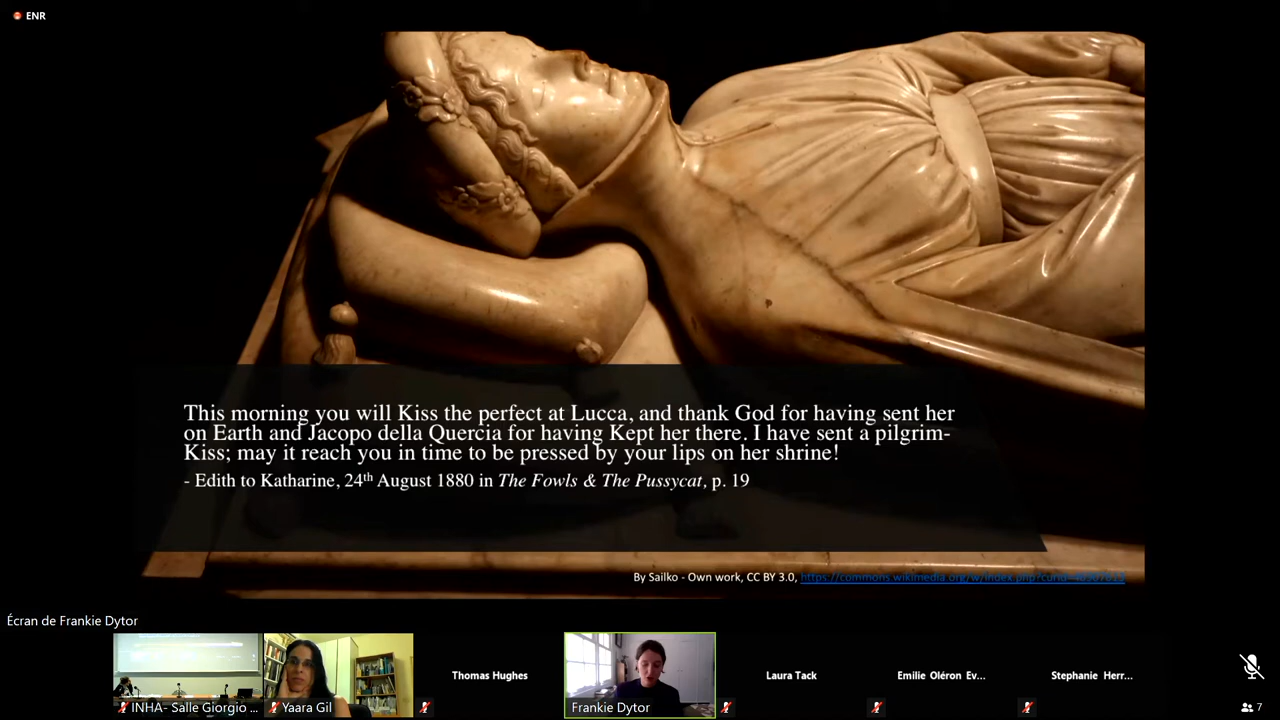 ENR
This morning you will Kiss the perfect at Lucca, and thank God for having sent her
on Earth and Jacopo della Quercia for having Kept her there. I have sent a pilgrim-
Kiss; may it reach you in time to be pressed by your lips on her shrine!
- Edith to Katharine, 24th August 1880 in The Fowls & The Pussycat, p. 19
By Sailko - Own work, CC BY 3.0,
Écran de Frankie Dytor
INHA- Salle Giorgio ...
Yaara Gil
Thomas Hughes
Frankie Dytor
Laura Tack
Emilie Oléron Ev...
Stephanie Herr...
7